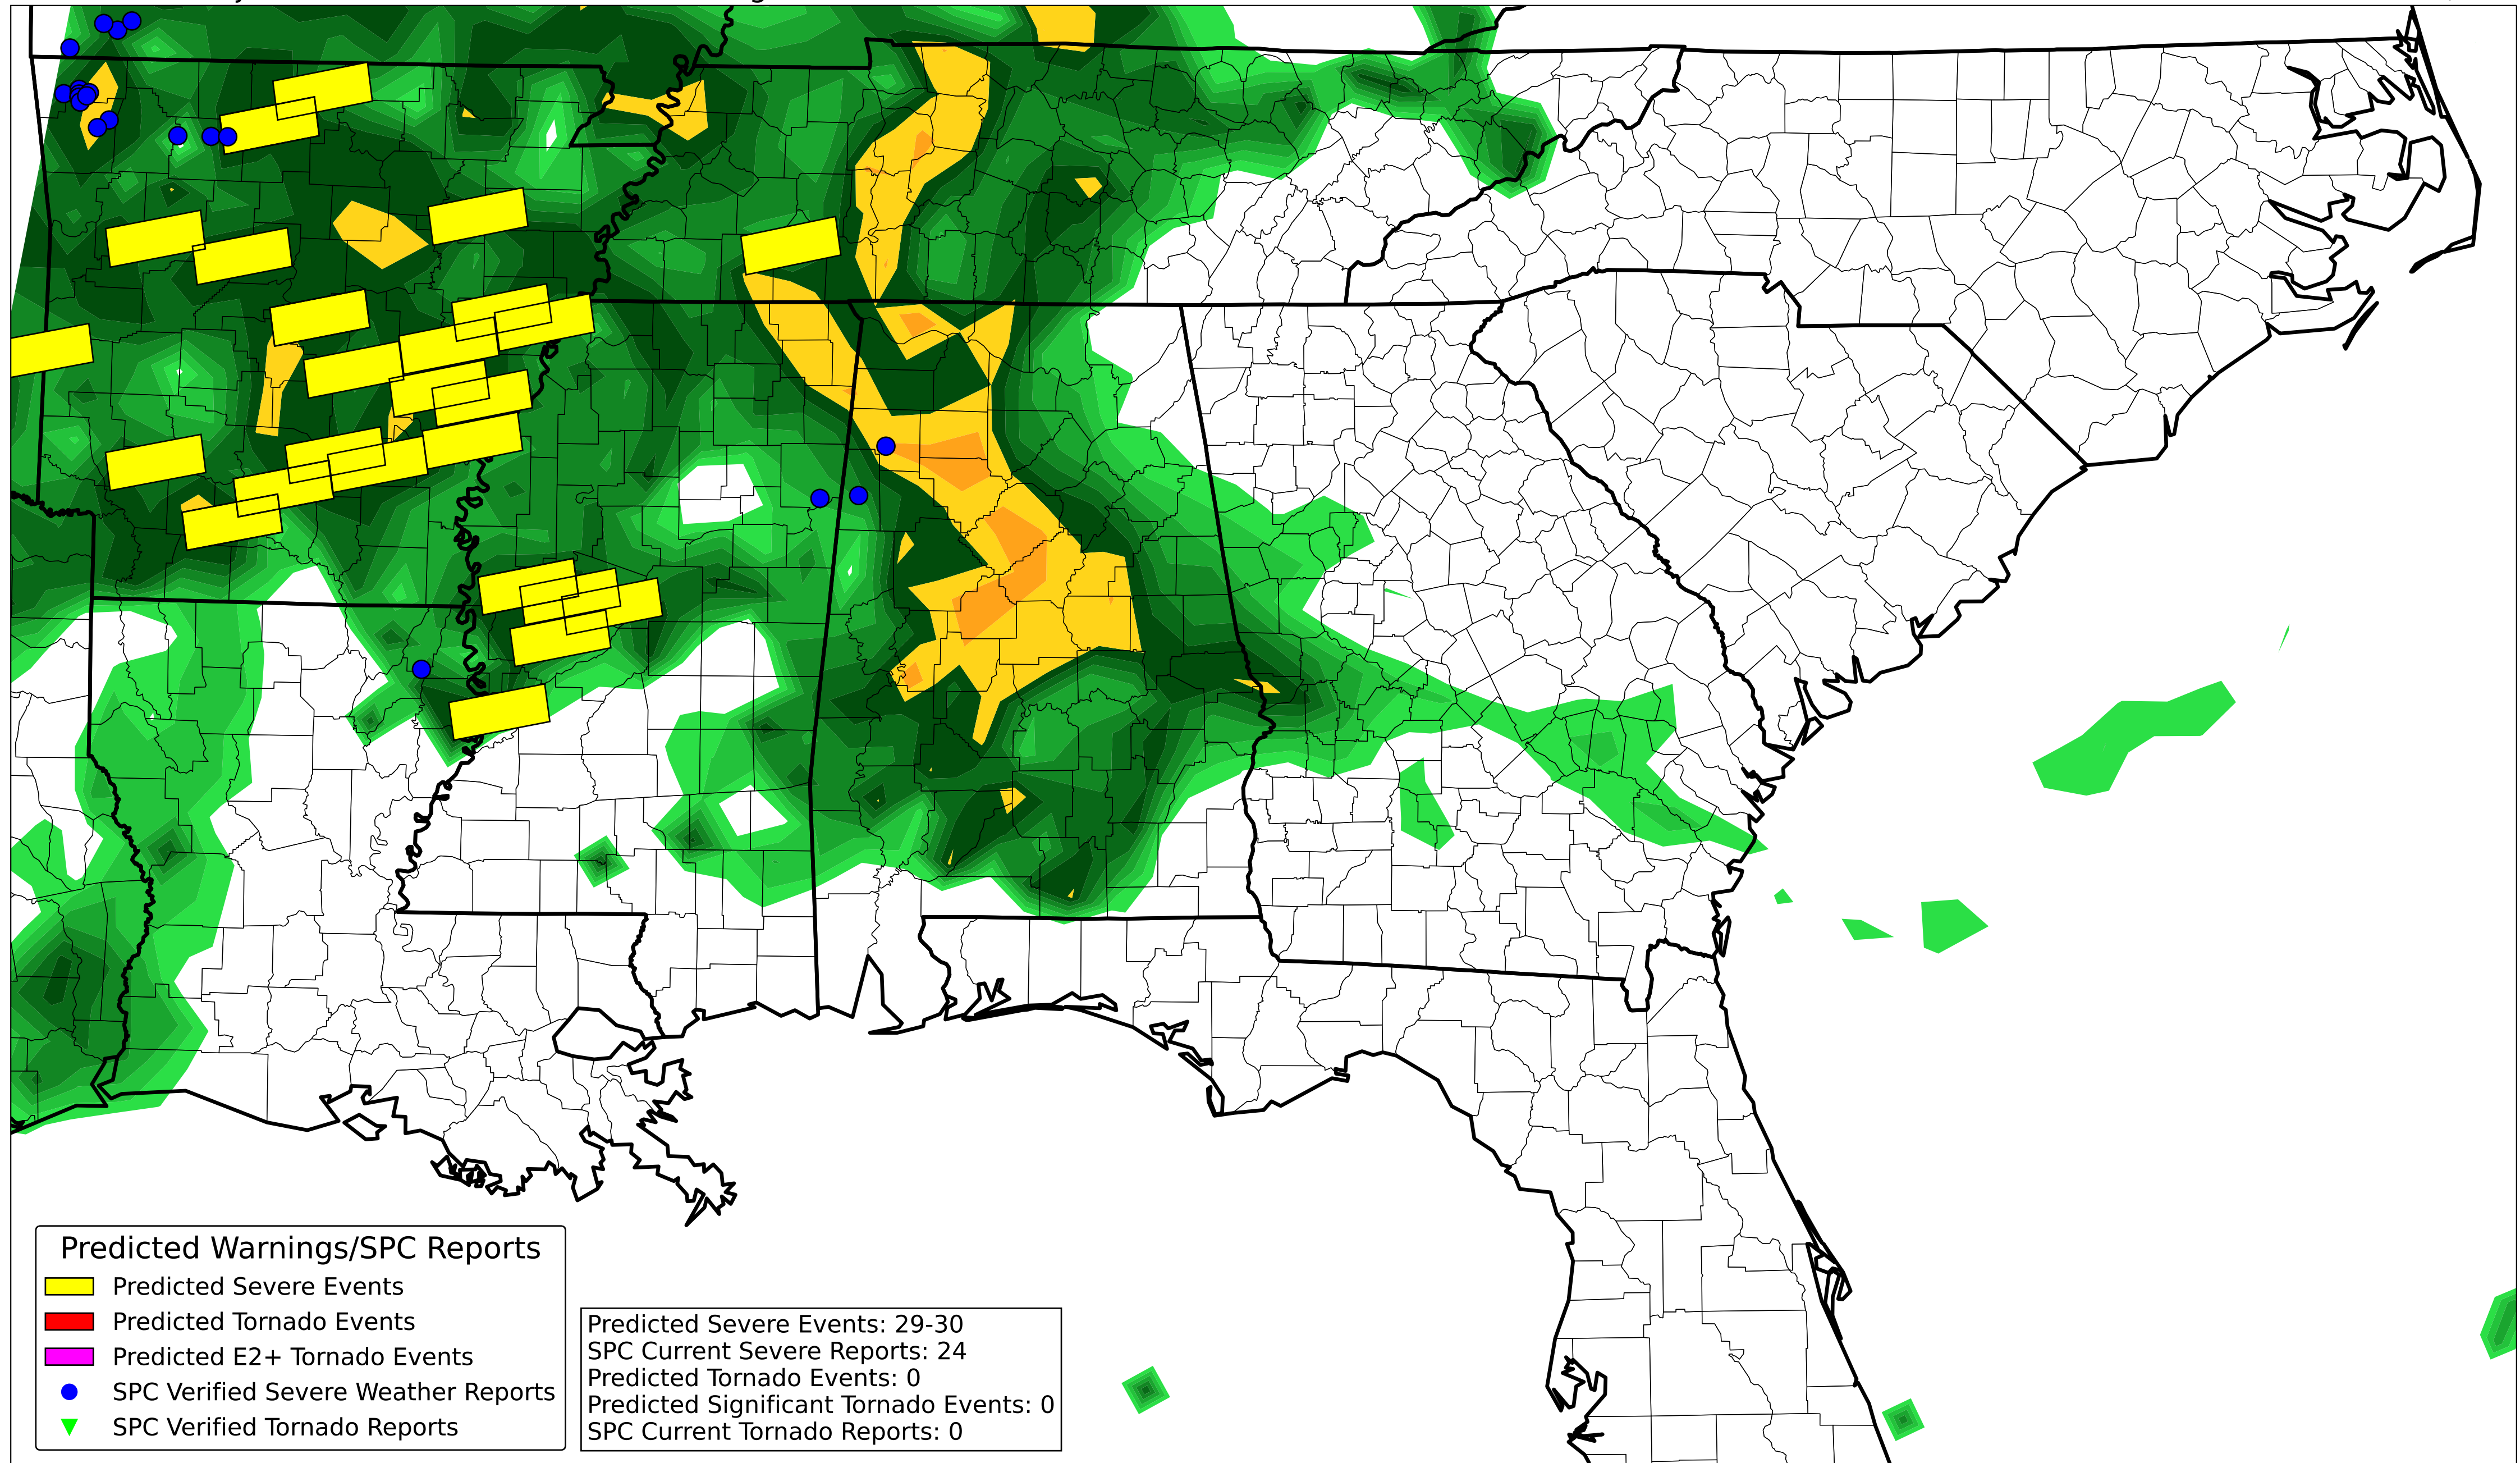 Predicted Warnings/SPC Reports
Predicted Severe Events
Predicted Tornado Events
Predicted E2+ Tornado Events
SPC Verified Severe Weather Reports
SPC Verified Tornado Reports
Predicted Severe Events: 29-30
SPC Current Severe Reports: 24
Predicted Tornado Events: 0
Predicted Significant Tornado Events: 0
SPC Current Tornado Reports: 0